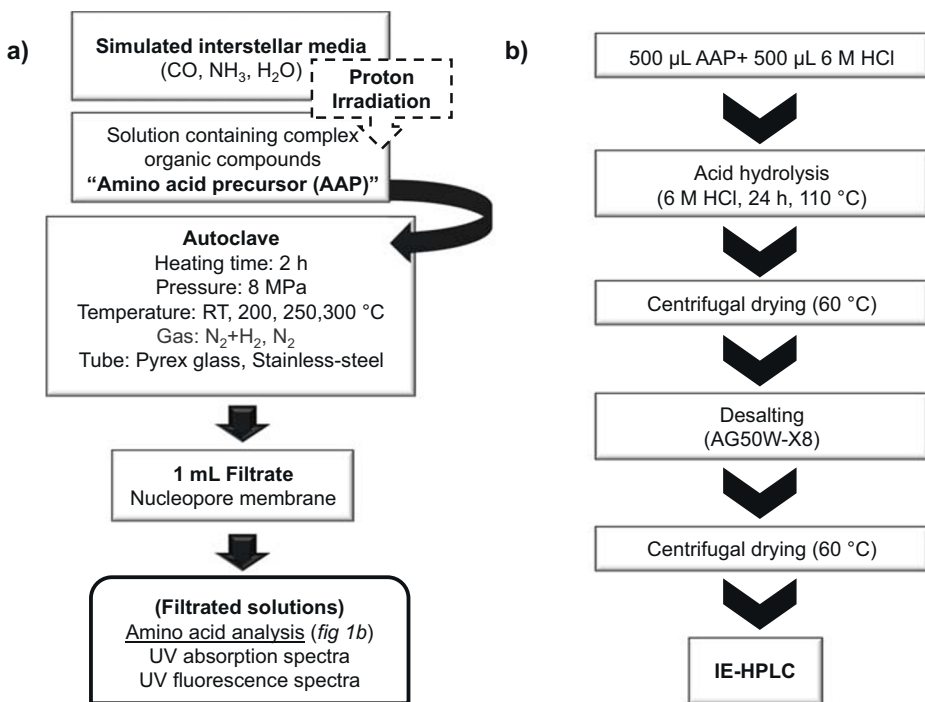 a)
Simulated interstellar media
(CO, NH₃, H₂O)
Proton
Irradiation
Solution containing complex
organic compounds
“Amino acid precursor (AAP)”
Autoclave
Heating time: 2 h
Pressure: 8 MPa
Temperature: RT, 200, 250,300 °C
Gas: N₂+H₂, N₂
Tube: Pyrex glass, Stainless-steel
1 mL Filtrate
Nucleopore membrane
(Filtrated solutions)
Amino acid analysis (fig 1b)
UV absorption spectra
UV fluorescence spectra
b)
500 µL AAP+ 500 µL 6 M HCl
Acid hydrolysis
(6 M HCl, 24 h, 110 °C)
Centrifugal drying (60 °C)
Desalting
(AG50W-X8)
Centrifugal drying (60 °C)
IE-HPLC